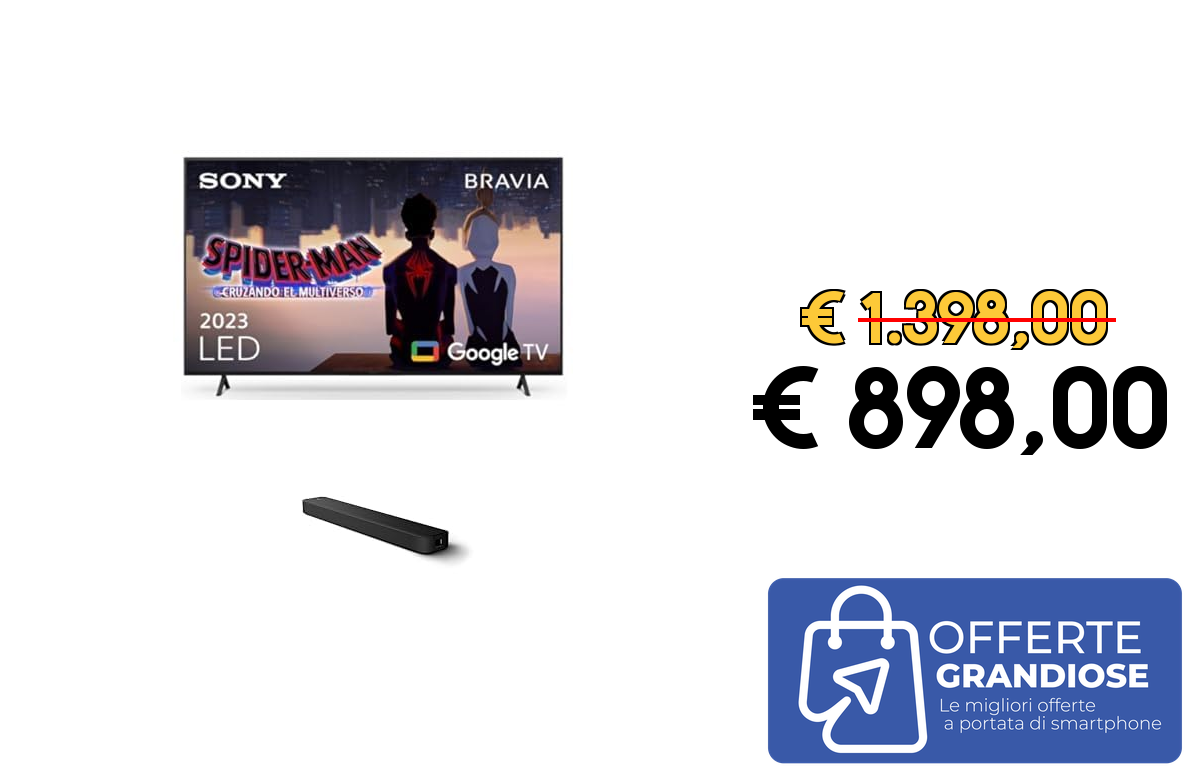 SONY
BRAVIA
SPIDER-MAN
CRUZANDO EL MULTIVERSO
2023
LED
Google TV
€ 1.398,00
€ 898,00
OFFERTE
GRANDIOSE
Le migliori offerte
a portata di smartphone